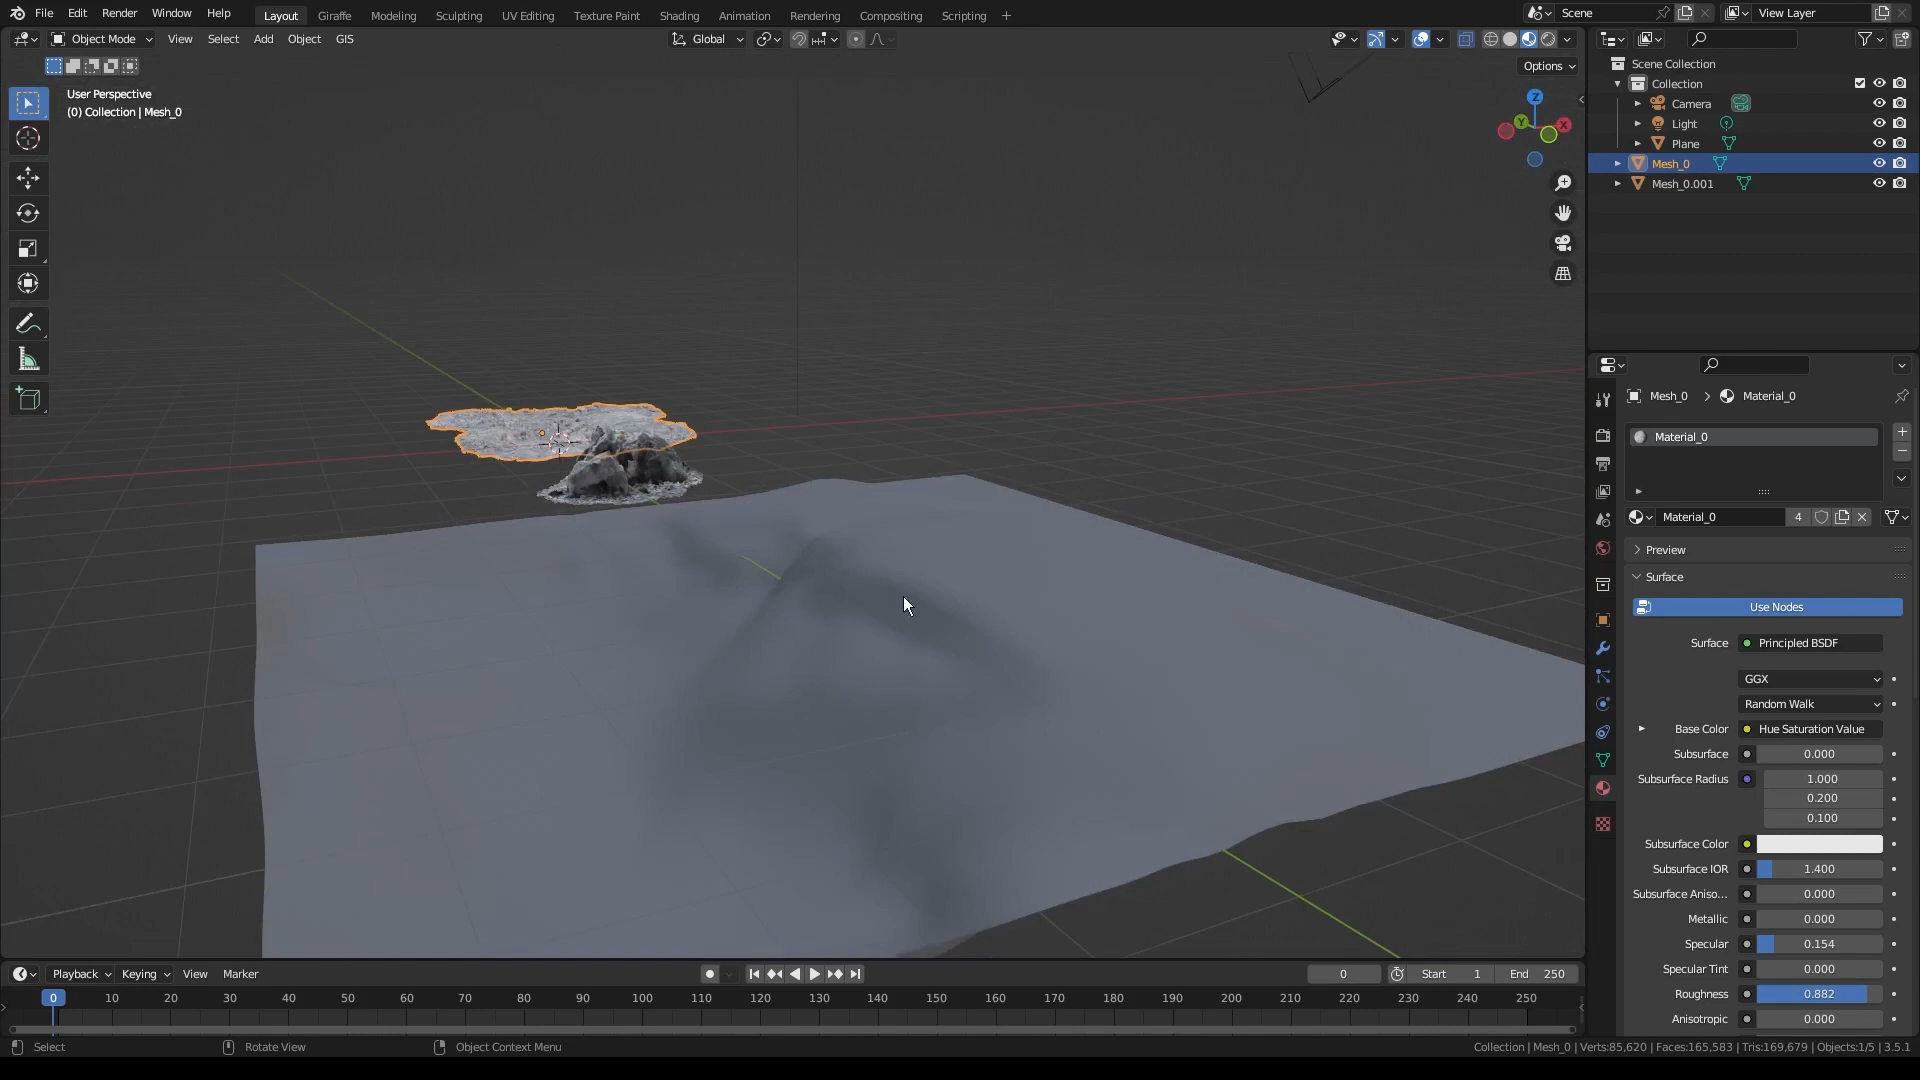 File Edit Render Window Help Layout Giraffe Modeling Sculpting UV Editing Texture Paint Shading Animation Rendering Compositing Scripting + Scene View Layer
Object Mode View Select Add Object GIS Global
Options
User Perspective
(0) Collection | Mesh_0
Z
Y
X
Scene Collection
Collection
Camera
Light
Plane
Mesh_0
Mesh_0.001
Mesh_0 > Material_0
Material_0
Material_0 4
Preview
Surface
Use Nodes
Surface Principled BSDF
GGX
Random Walk
Base Color Hue Saturation Value
Subsurface 0.000
Subsurface Radius 1.000
0.200
0.100
Subsurface Color
Subsurface IOR 1.400
Subsurface Aniso... 0.000
Metallic 0.000
Specular 0.154
Specular Tint 0.000
Roughness 0.882
Anisotropic 0.000
Playback Keying View Marker 0 Start 1 End 250
0 10 20 30 40 50 60 70 80 90 100 110 120 130 140 150 160 170 180 190 200 210 220 230 240 250
Select Rotate View Object Context Menu Collection | Mesh_0 | Verts:85,620 | Faces:165,583 | Tris:169,679 | Objects:1/5 | 3.5.1